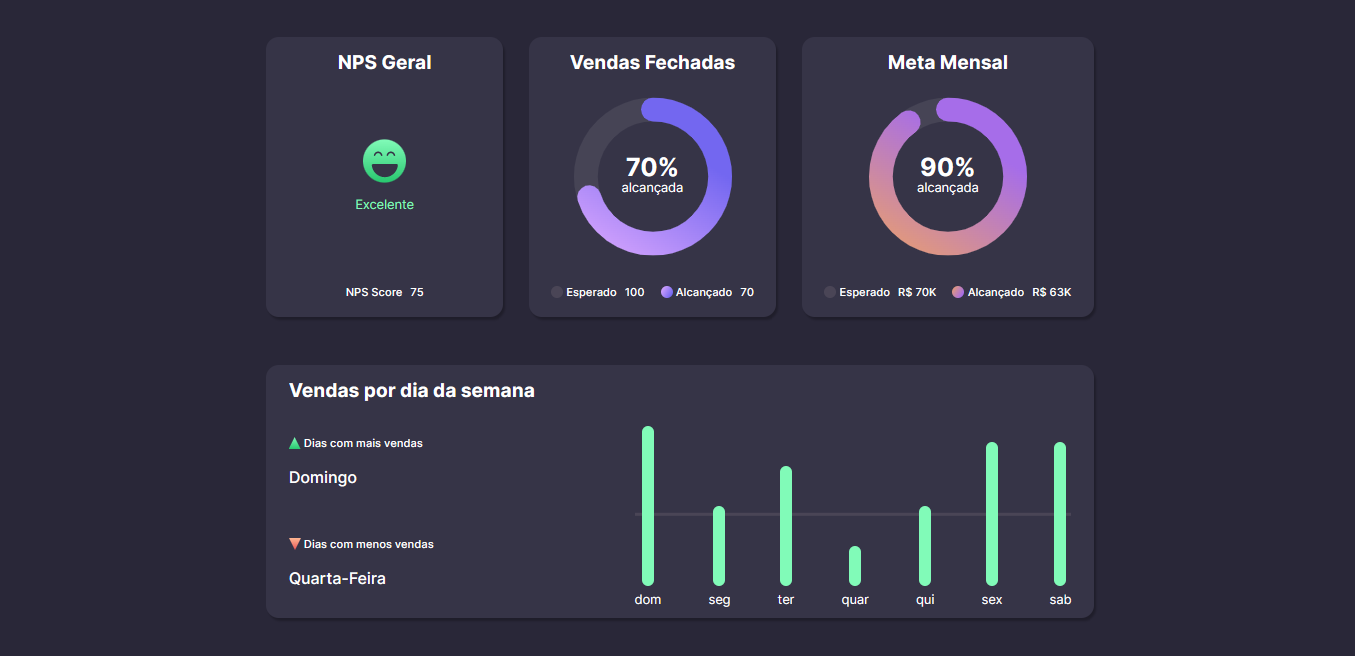 NPS Geral
Excelente
NPS Score 75
Vendas Fechadas
70%
alcançada
Esperado 100 Alcançado 70
Meta Mensal
90%
alcançada
Esperado R$ 70K Alcançado R$ 63K
Vendas por dia da semana
Dias com mais vendas
Domingo
Dias com menos vendas
Quarta-Feira
dom seg ter quar qui sex sab